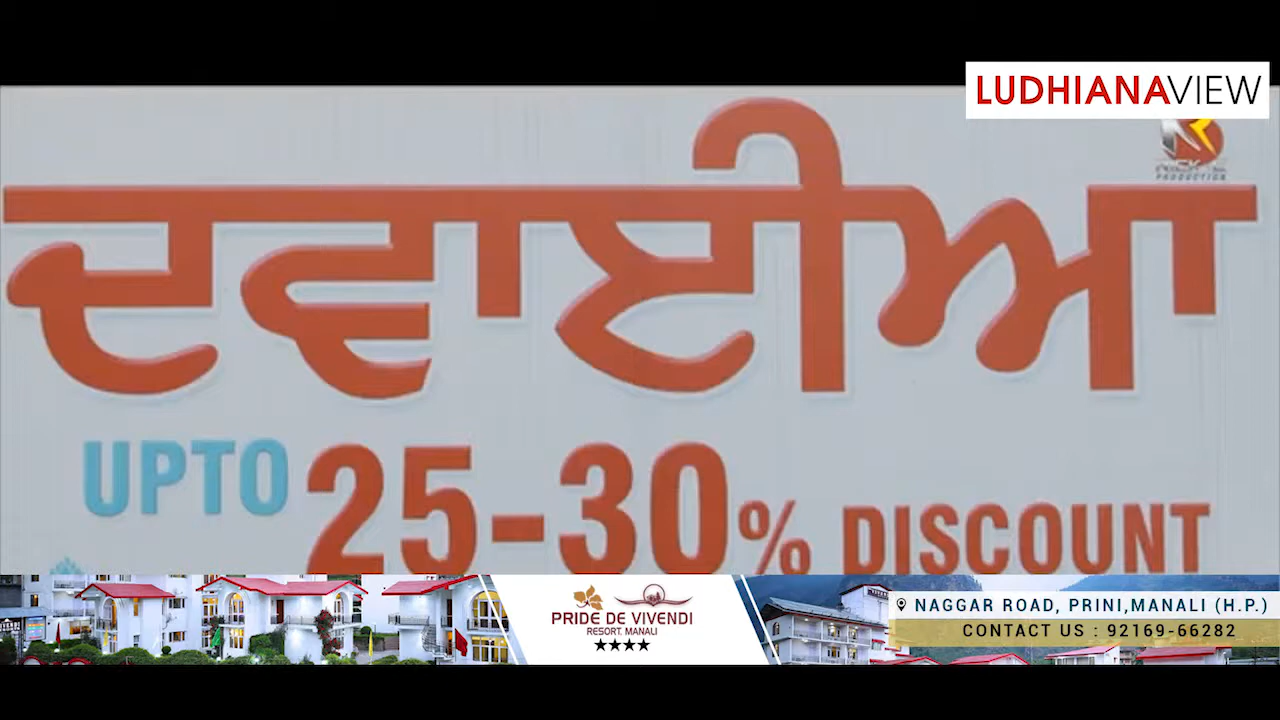 LUDHIANAVIEW
PRODUCTION
ਦਵਾਈਆ
UPTO 25-30% DISCOUNT
PRIDE DE VIVENDI
RESORT, MANALI
NAGGAR ROAD, PRINI,MANALI (H.P.)
CONTACT US : 92169-66282